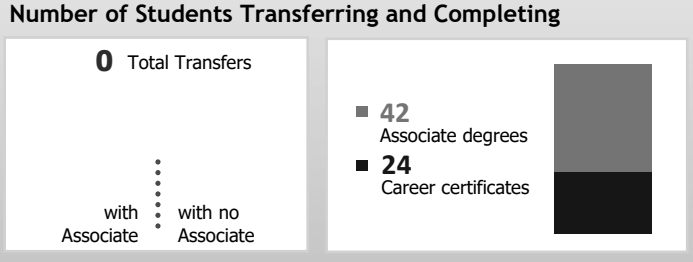 Number of Students Transferring and Completing
0 Total Transfers
with
Associate
with no
Associate
42
Associate degrees
24
Career certificates